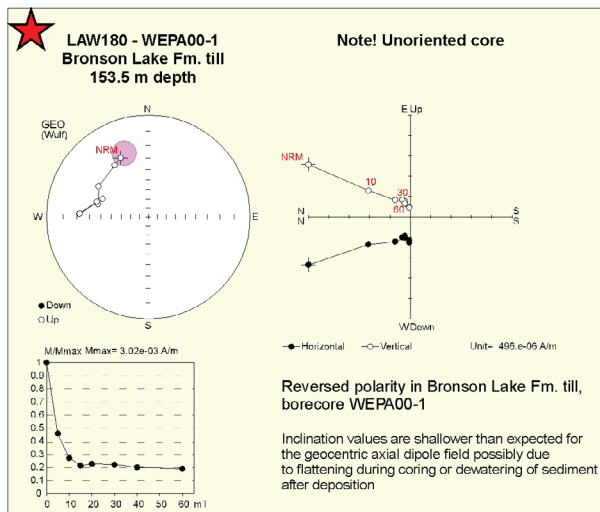 LAW180 - WEPA00-1
Bronson Lake Fm. till
153.5 m depth
Note! Unoriented core
GEO
(Wulf)
N
NRM
W
E
S
Down
Up
E Up
NRM
10
30
60
N
N
S
S
W Down
Horizontal
Vertical
Unit= 496.e-06 A/m
M/Mmax Mmax= 3.02e-03 A/m
1
0.9
0.8
0.7
0.6
0.5
0.4
0.3
0.2
0.1
0
0 10 20 30 40 50 60 mT
Reversed polarity in Bronson Lake Fm. till,
borecore WEPA00-1
Inclination values are shallower than expected for
the geocentric axial dipole field possibly due
to flattening during coring or dewatering of sediment
after deposition